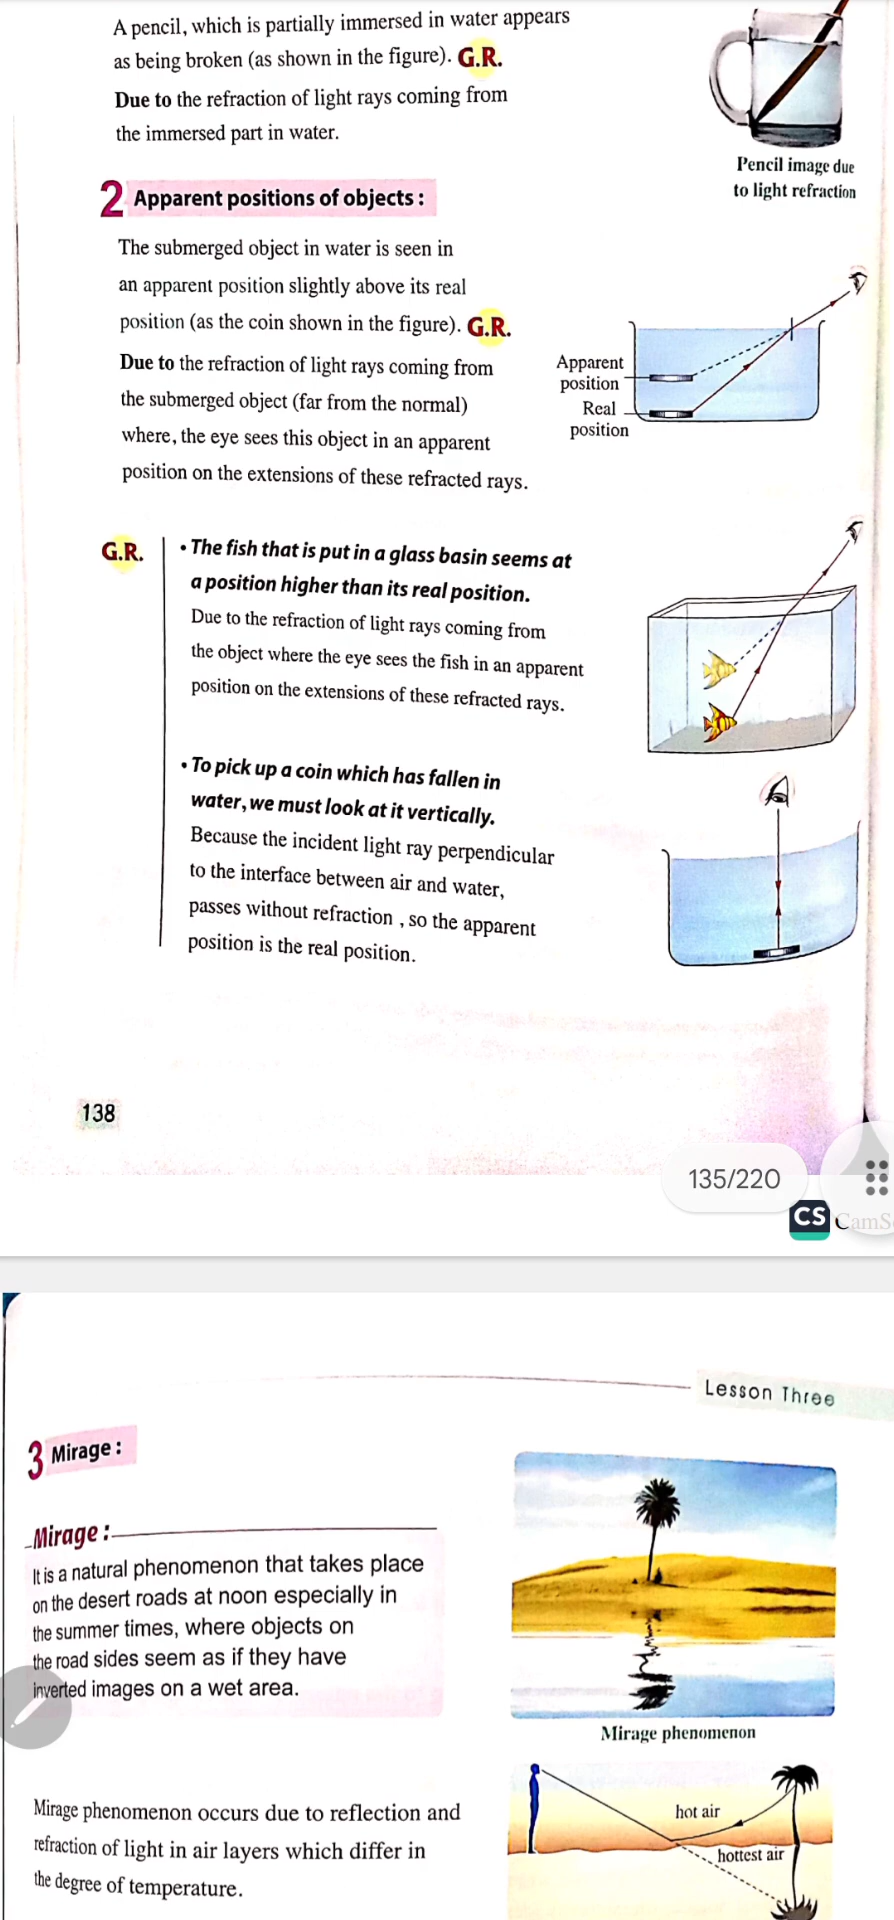 A pencil, which is partially immersed in water appears
as being broken (as shown in the figure). G.R.
Due to the refraction of light rays coming from
the immersed part in water.
Pencil image due
to light refraction
2 Apparent positions of objects :
The submerged object in water is seen in
an apparent position slightly above its real
position (as the coin shown in the figure). G.R.
Due to the refraction of light rays coming from
the submerged object (far from the normal)
where, the eye sees this object in an apparent
position on the extensions of these refracted rays.
Apparent
position
Real
position
G.R.
• The fish that is put in a glass basin seems at
a position higher than its real position.
Due to the refraction of light rays coming from
the object where the eye sees the fish in an apparent
position on the extensions of these refracted rays.
• To pick up a coin which has fallen in
water, we must look at it vertically.
Because the incident light ray perpendicular
to the interface between air and water,
passes without refraction , so the apparent
position is the real position.
138
135/220
CS CamS
Lesson Three
3 Mirage :
Mirage :
It is a natural phenomenon that takes place
on the desert roads at noon especially in
the summer times, where objects on
the road sides seem as if they have
inverted images on a wet area.
Mirage phenomenon
Mirage phenomenon occurs due to reflection and
refraction of light in air layers which differ in
the degree of temperature.
hot air
hottest air